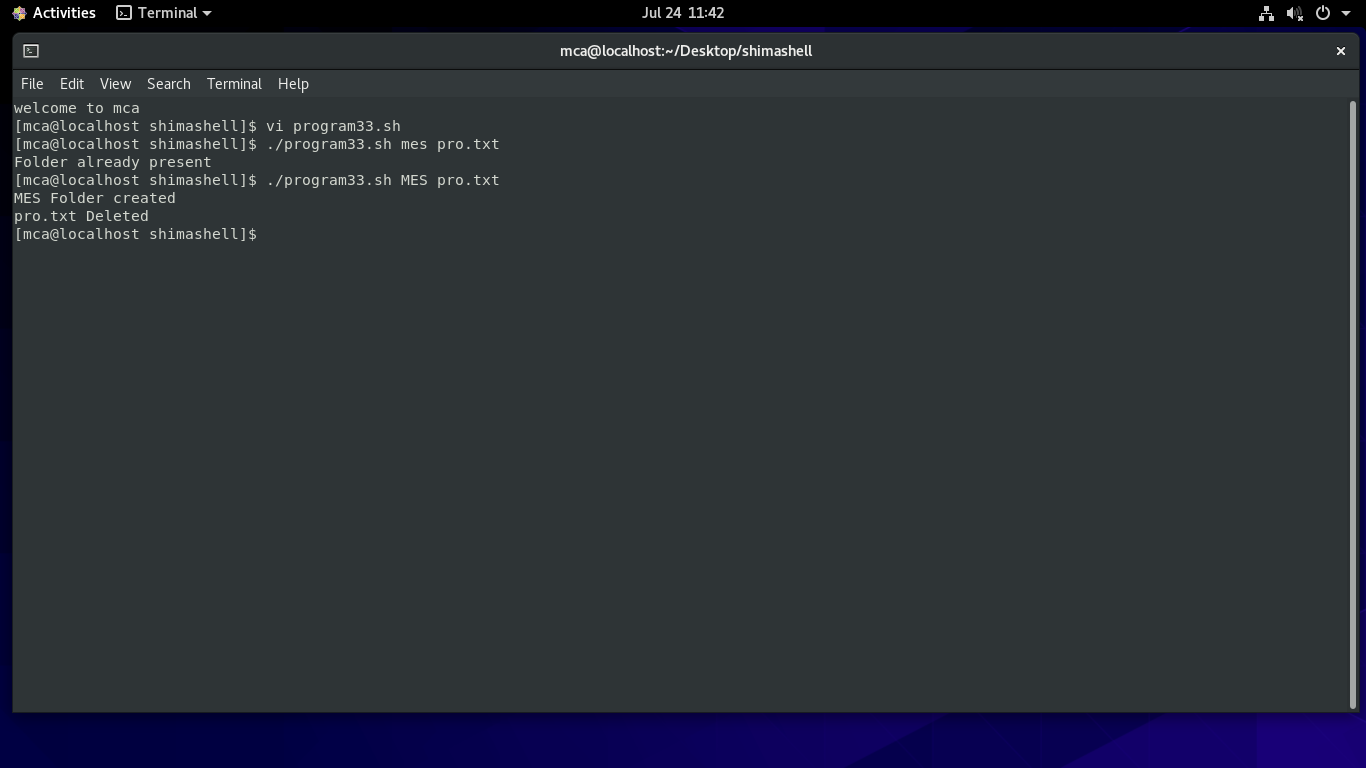 Activities Terminal Jul 24 11:42
mca@localhost:~/Desktop/shimashell
File Edit View Search Terminal Help
welcome to mca
[mca@localhost shimashell]$ vi program33.sh
[mca@localhost shimashell]$ ./program33.sh mes pro.txt
Folder already present
[mca@localhost shimashell]$ ./program33.sh MES pro.txt
MES Folder created
pro.txt Deleted
[mca@localhost shimashell]$